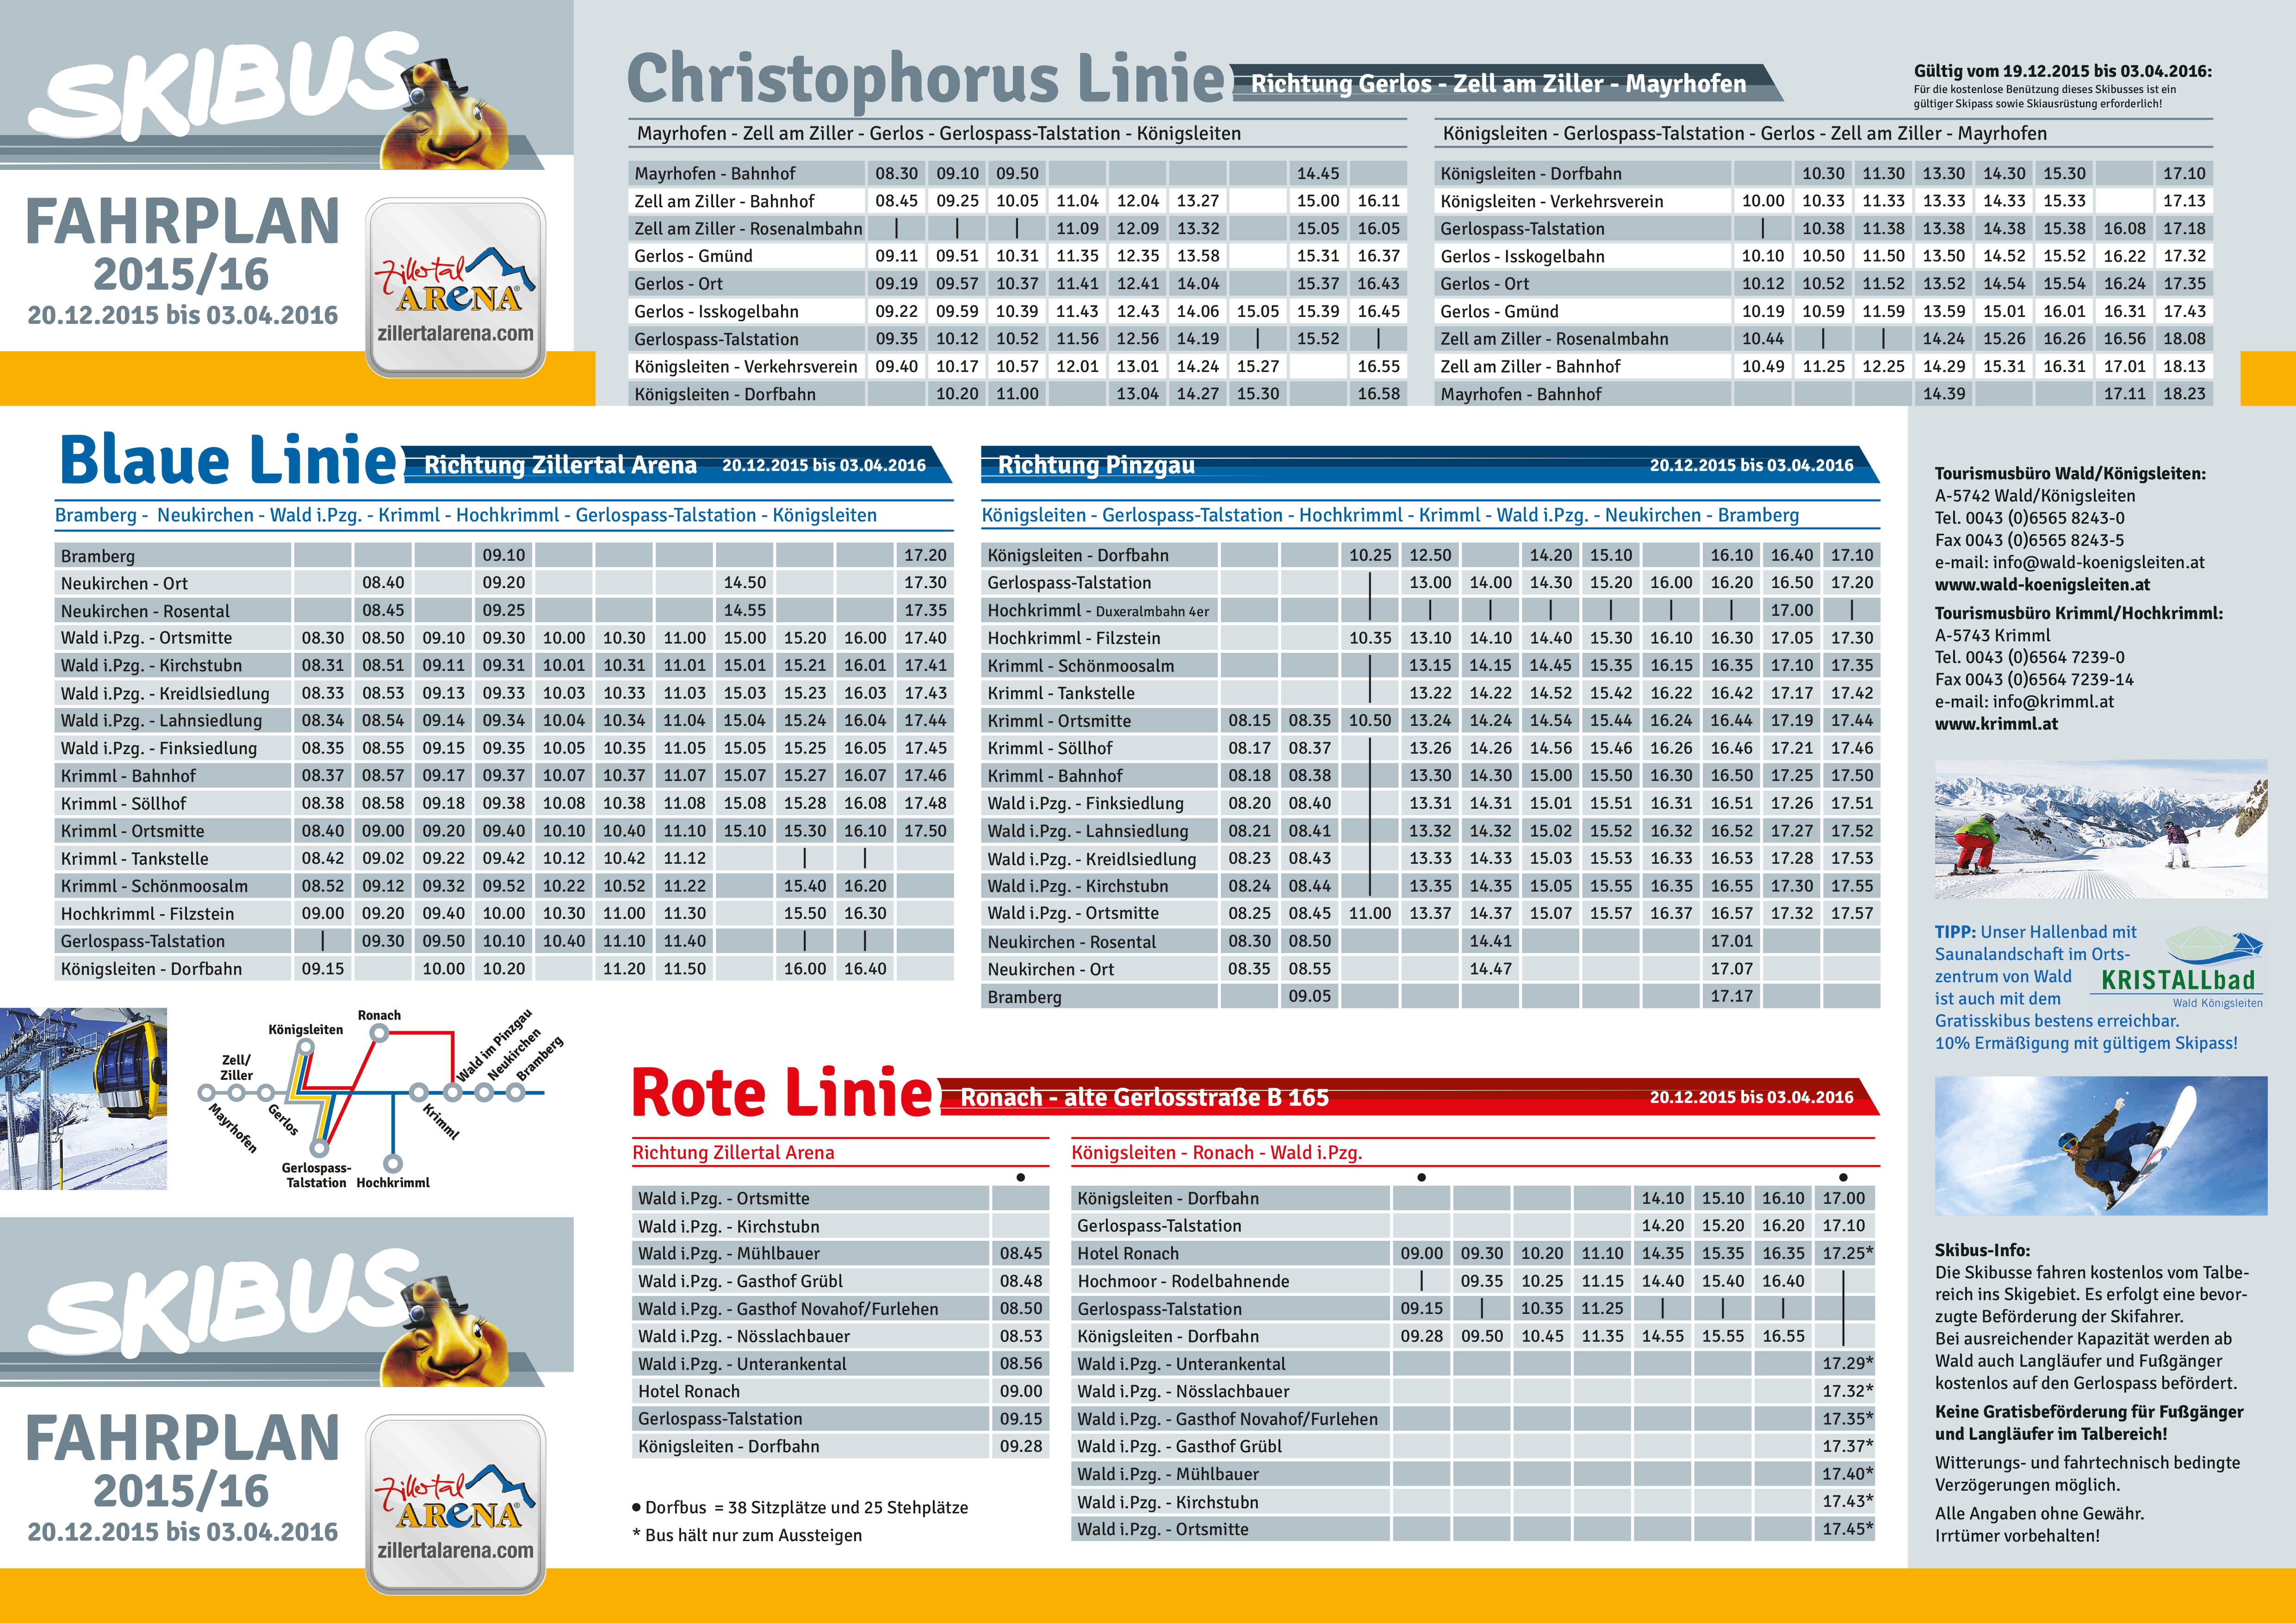 SKIBUS
FAHRPLAN
2015/16
20.12.2015 bis 03.04.2016
Zillertal
ARENA®
zillertalarena.com
Christophorus Linie Richtung Gerlos - Zell am Ziller - Mayrhofen
Gültig vom 19.12.2015 bis 03.04.2016:
Für die kostenlose Benützung dieses Skibusses ist ein
gültiger Skipass sowie Skiausrüstung erforderlich!
Mayrhofen - Zell am Ziller - Gerlos - Gerlospass-Talstation - Königsleiten
Mayrhofen - Bahnhof 08.30 09.10 09.50 14.45
Zell am Ziller - Bahnhof 08.45 09.25 10.05 11.04 12.04 13.27 15.00 16.11
Zell am Ziller - Rosenalmbahn | | | 11.09 12.09 13.32 15.05 16.05
Gerlos - Gmünd 09.11 09.51 10.31 11.35 12.35 13.58 15.31 16.37
Gerlos - Ort 09.19 09.57 10.37 11.41 12.41 14.04 15.37 16.43
Gerlos - Isskogelbahn 09.22 09.59 10.39 11.43 12.43 14.06 15.05 15.39 16.45
Gerlospass-Talstation 09.35 10.12 10.52 11.56 12.56 14.19 | 15.52 |
Königsleiten - Verkehrsverein 09.40 10.17 10.57 12.01 13.01 14.24 15.27 16.55
Königsleiten - Dorfbahn 10.20 11.00 13.04 14.27 15.30 16.58
Königsleiten - Gerlospass-Talstation - Gerlos - Zell am Ziller - Mayrhofen
Königsleiten - Dorfbahn 10.30 11.30 13.30 14.30 15.30 17.10
Königsleiten - Verkehrsverein 10.00 10.33 11.33 13.33 14.33 15.33 17.13
Gerlospass-Talstation | 10.38 11.38 13.38 14.38 15.38 16.08 17.18
Gerlos - Isskogelbahn 10.10 10.50 11.50 13.50 14.52 15.52 16.22 17.32
Gerlos - Ort 10.12 10.52 11.52 13.52 14.54 15.54 16.24 17.35
Gerlos - Gmünd 10.19 10.59 11.59 13.59 15.01 16.01 16.31 17.43
Zell am Ziller - Rosenalmbahn 10.44 | | 14.24 15.26 16.26 16.56 18.08
Zell am Ziller - Bahnhof 10.49 11.25 12.25 14.29 15.31 16.31 17.01 18.13
Mayrhofen - Bahnhof 14.39 17.11 18.23
Blaue Linie Richtung Zillertal Arena 20.12.2015 bis 03.04.2016
Bramberg - Neukirchen - Wald i.Pzg. - Krimml - Hochkrimml - Gerlospass-Talstation - Königsleiten
Bramberg 09.10 17.20
Neukirchen - Ort 08.40 09.20 14.50 17.30
Neukirchen - Rosental 08.45 09.25 14.55 17.35
Wald i.Pzg. - Ortsmitte 08.30 08.50 09.10 09.30 10.00 10.30 11.00 15.00 15.20 16.00 17.40
Wald i.Pzg. - Kirchstubn 08.31 08.51 09.11 09.31 10.01 10.31 11.01 15.01 15.21 16.01 17.41
Wald i.Pzg. - Kreidlsiedlung 08.33 08.53 09.13 09.33 10.03 10.33 11.03 15.03 15.23 16.03 17.43
Wald i.Pzg. - Lahnsiedlung 08.34 08.54 09.14 09.34 10.04 10.34 11.04 15.04 15.24 16.04 17.44
Wald i.Pzg. - Finksiedlung 08.35 08.55 09.15 09.35 10.05 10.35 11.05 15.05 15.25 16.05 17.45
Krimml - Bahnhof 08.37 08.57 09.17 09.37 10.07 10.37 11.07 15.07 15.27 16.07 17.46
Krimml - Söllhof 08.38 08.58 09.18 09.38 10.08 10.38 11.08 15.08 15.28 16.08 17.48
Krimml - Ortsmitte 08.40 09.00 09.20 09.40 10.10 10.40 11.10 15.10 15.30 16.10 17.50
Krimml - Tankstelle 08.42 09.02 09.22 09.42 10.12 10.42 11.12 | |
Krimml - Schönmoosalm 08.52 09.12 09.32 09.52 10.22 10.52 11.22 15.40 16.20
Hochkrimml - Filzstein 09.00 09.20 09.40 10.00 10.30 11.00 11.30 15.50 16.30
Gerlospass-Talstation | 09.30 09.50 10.10 10.40 11.10 11.40 | |
Königsleiten - Dorfbahn 09.15 10.00 10.20 11.20 11.50 16.00 16.40
Richtung Pinzgau 20.12.2015 bis 03.04.2016
Königsleiten - Gerlospass-Talstation - Hochkrimml - Krimml - Wald i.Pzg. - Neukirchen - Bramberg
Königsleiten - Dorfbahn 10.25 12.50 14.20 15.10 16.10 16.40 17.10
Gerlospass-Talstation | 13.00 14.00 14.30 15.20 16.00 16.20 16.50 17.20
Hochkrimml - Duxeralmbahn 4er | | | | | | | 17.00 |
Hochkrimml - Filzstein 10.35 13.10 14.10 14.40 15.30 16.10 16.30 17.05 17.30
Krimml - Schönmoosalm | 13.15 14.15 14.45 15.35 16.15 16.35 17.10 17.35
Krimml - Tankstelle | 13.22 14.22 14.52 15.42 16.22 16.42 17.17 17.42
Krimml - Ortsmitte 08.15 08.35 10.50 13.24 14.24 14.54 15.44 16.24 16.44 17.19 17.44
Krimml - Söllhof 08.17 08.37 | 13.26 14.26 14.56 15.46 16.26 16.46 17.21 17.46
Krimml - Bahnhof 08.18 08.38 | 13.30 14.30 15.00 15.50 16.30 16.50 17.25 17.50
Wald i.Pzg. - Finksiedlung 08.20 08.40 | 13.31 14.31 15.01 15.51 16.31 16.51 17.26 17.51
Wald i.Pzg. - Lahnsiedlung 08.21 08.41 | 13.32 14.32 15.02 15.52 16.32 16.52 17.27 17.52
Wald i.Pzg. - Kreidlsiedlung 08.23 08.43 | 13.33 14.33 15.03 15.53 16.33 16.53 17.28 17.53
Wald i.Pzg. - Kirchstubn 08.24 08.44 | 13.35 14.35 15.05 15.55 16.35 16.55 17.30 17.55
Wald i.Pzg. - Ortsmitte 08.25 08.45 11.00 13.37 14.37 15.07 15.57 16.37 16.57 17.32 17.57
Neukirchen - Rosental 08.30 08.50 14.41 17.01
Neukirchen - Ort 08.35 08.55 14.47 17.07
Bramberg 09.05 17.17
Tourismusbüro Wald/Königsleiten:
A-5742 Wald/Königsleiten
Tel. 0043 (0)6565 8243-0
Fax 0043 (0)6565 8243-5
e-mail: info@wald-koenigsleiten.at
www.wald-koenigsleiten.at
Tourismusbüro Krimml/Hochkrimml:
A-5743 Krimml
Tel. 0043 (0)6564 7239-0
Fax 0043 (0)6564 7239-14
e-mail: info@krimml.at
www.krimml.at
TIPP: Unser Hallenbad mit
Saunalandschaft im Orts-
zentrum von Wald
ist auch mit dem
Gratisskibus bestens erreichbar.
10% Ermäßigung mit gültigem Skipass!
KRISTALLbad
Wald Königsleiten
Königsleiten
Ronach
Zell/
Ziller
Mayrhofen
Gerlos
Gerlospass-
Talstation
Hochkrimml
Krimml
Wald im Pinzgau
Neukirchen
Bramberg
Rote Linie Ronach - alte Gerlosstraße B 165 20.12.2015 bis 03.04.2016
Richtung Zillertal Arena
•
Wald i.Pzg. - Ortsmitte
Wald i.Pzg. - Kirchstubn
Wald i.Pzg. - Mühlbauer 08.45
Wald i.Pzg. - Gasthof Grübl 08.48
Wald i.Pzg. - Gasthof Novahof/Furlehen 08.50
Wald i.Pzg. - Nösslachbauer 08.53
Wald i.Pzg. - Unterankental 08.56
Hotel Ronach 09.00
Gerlospass-Talstation 09.15
Königsleiten - Dorfbahn 09.28
• Dorfbus = 38 Sitzplätze und 25 Stehplätze
* Bus hält nur zum Aussteigen
Königsleiten - Ronach - Wald i.Pzg.
• •
Königsleiten - Dorfbahn 14.10 15.10 16.10 17.00
Gerlospass-Talstation 14.20 15.20 16.20 17.10
Hotel Ronach 09.00 09.30 10.20 11.10 14.35 15.35 16.35 17.25*
Hochmoor - Rodelbahnende | 09.35 10.25 11.15 14.40 15.40 16.40 |
Gerlospass-Talstation 09.15 | 10.35 11.25 | | | |
Königsleiten - Dorfbahn 09.28 09.50 10.45 11.35 14.55 15.55 16.55 |
Wald i.Pzg. - Unterankental 17.29*
Wald i.Pzg. - Nösslachbauer 17.32*
Wald i.Pzg. - Gasthof Novahof/Furlehen 17.35*
Wald i.Pzg. - Gasthof Grübl 17.37*
Wald i.Pzg. - Mühlbauer 17.40*
Wald i.Pzg. - Kirchstubn 17.43*
Wald i.Pzg. - Ortsmitte 17.45*
Skibus-Info:
Die Skibusse fahren kostenlos vom Talbe-
reich ins Skigebiet. Es erfolgt eine bevor-
zugte Beförderung der Skifahrer.
Bei ausreichender Kapazität werden ab
Wald auch Langläufer und Fußgänger
kostenlos auf den Gerlospass befördert.
Keine Gratisbeförderung für Fußgänger
und Langläufer im Talbereich!
Witterungs- und fahrtechnisch bedingte
Verzögerungen möglich.
Alle Angaben ohne Gewähr.
Irrtümer vorbehalten!
SKIBUS
FAHRPLAN
2015/16
20.12.2015 bis 03.04.2016
Zillertal
ARENA®
zillertalarena.com